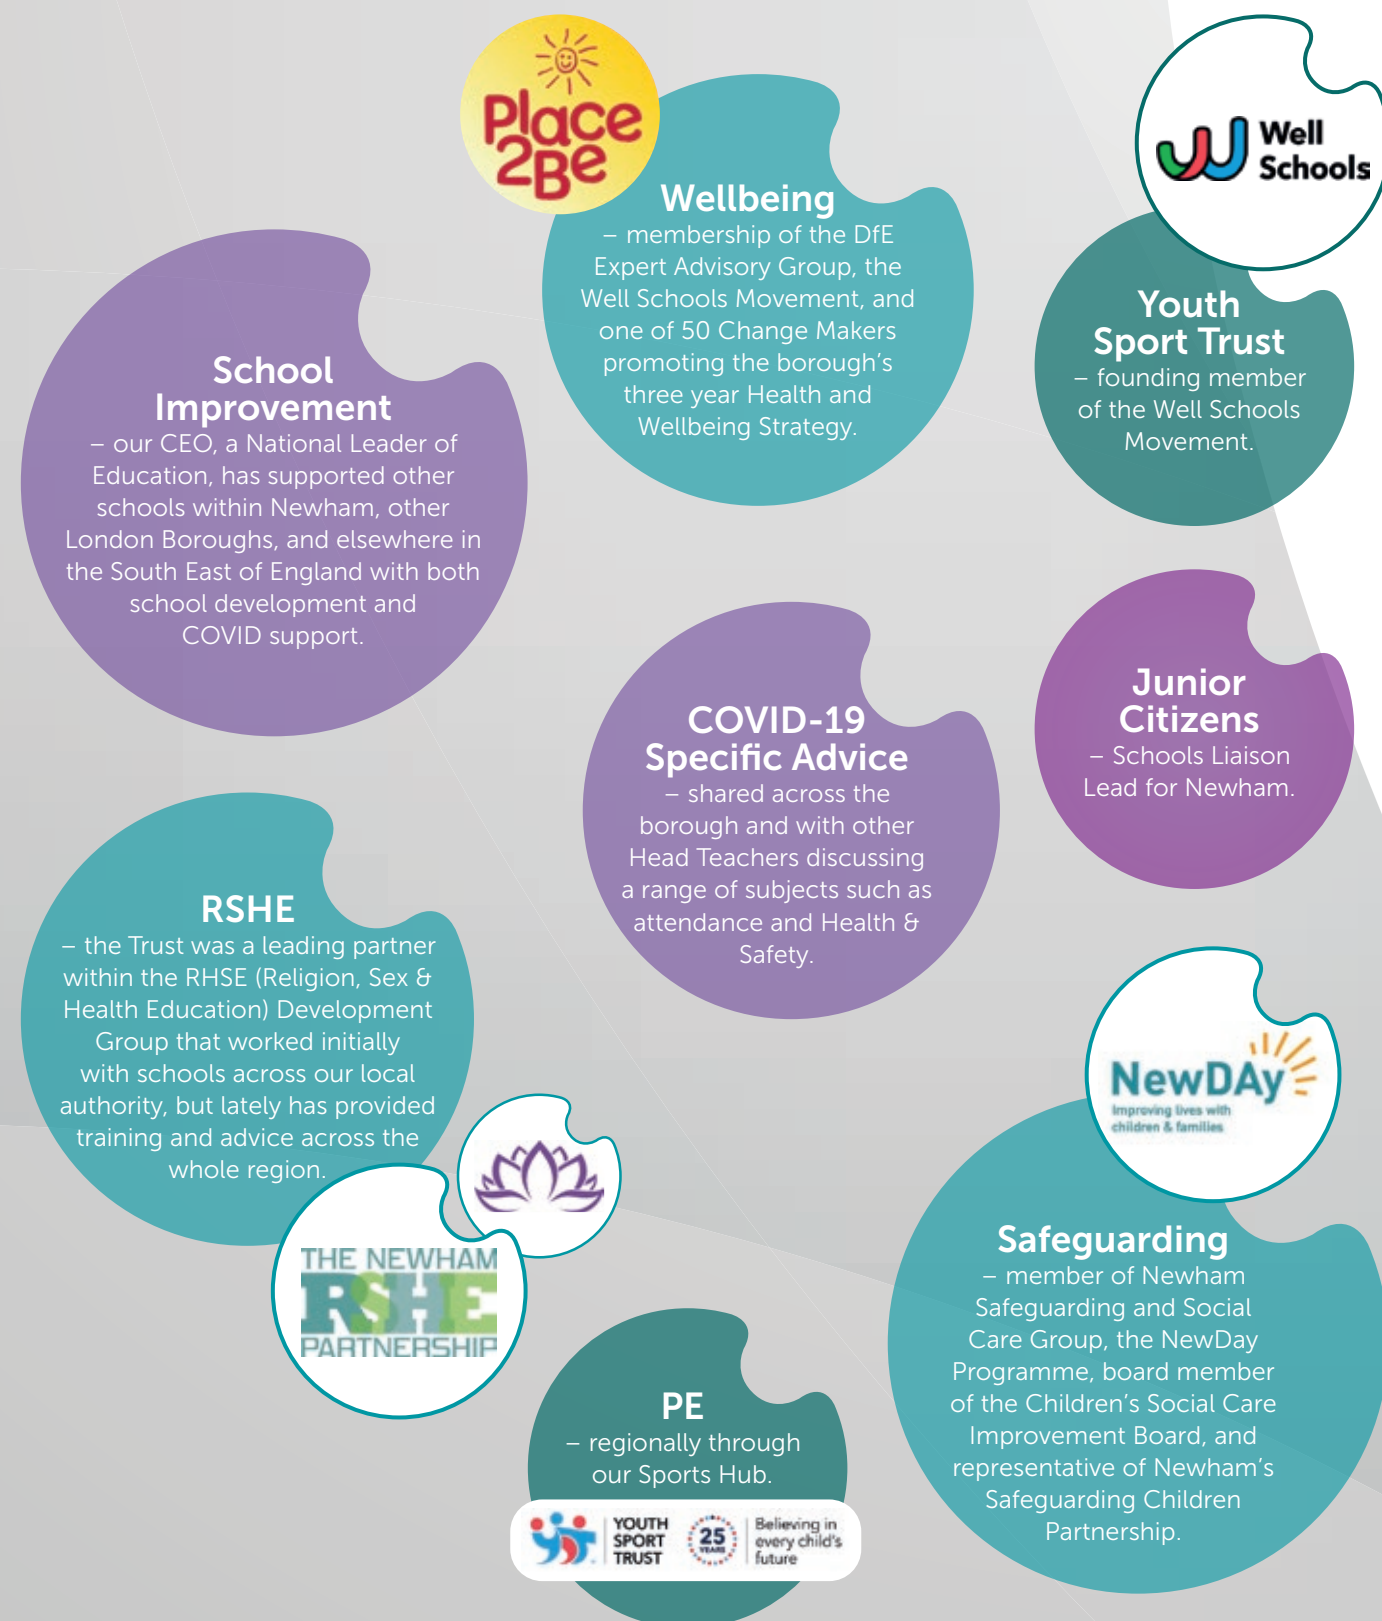 Place
2Be
Wellbeing
– membership of the DfE
Expert Advisory Group, the
Well Schools Movement, and
one of 50 Change Makers
promoting the borough's
three year Health and
Wellbeing Strategy.
Well
Schools
Youth
Sport Trust
– founding member
of the Well Schools
Movement.
School
Improvement
– our CEO, a National Leader of
Education, has supported other
schools within Newham, other
London Boroughs, and elsewhere in
the South East of England with both
school development and
COVID support.
COVID-19
Specific Advice
– shared across the
borough and with other
Head Teachers discussing
a range of subjects such as
attendance and Health &
Safety.
Junior
Citizens
– Schools Liaison
Lead for Newham.
RSHE
– the Trust was a leading partner
within the RHSE (Religion, Sex &
Health Education) Development
Group that worked initially
with schools across our local
authority, but lately has provided
training and advice across the
whole region.
THE NEWHAM
RSHE
PARTNERSHIP
NewDAy
Improving lives with
children & families
Safeguarding
– member of Newham
Safeguarding and Social
Care Group, the NewDay
Programme, board member
of the Children's Social Care
Improvement Board, and
representative of Newham's
Safeguarding Children
Partnership.
PE
– regionally through
our Sports Hub.
YOUTH
SPORT
TRUST
25
YEARS
Believing in
every child's
future